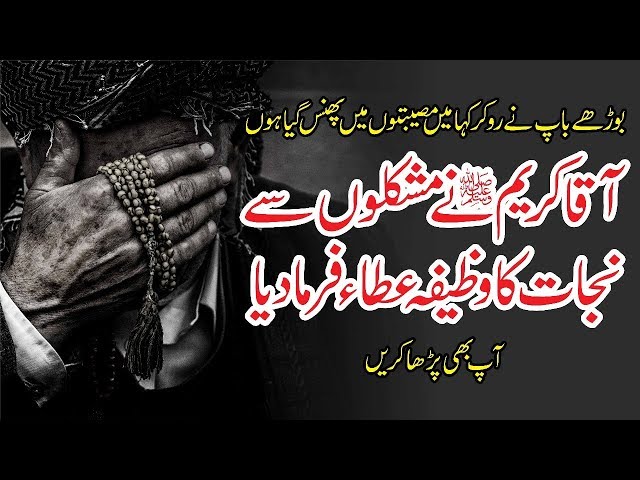 بوڑھے باپ نے رو کر کہا میں مصیبتوں میں پھنس گیا ہوں
آقا کریم ﷺ نے مشکلوں سے
نجات کا وظیفہ عطاء فرما دیا
آپ بھی پڑھا کریں